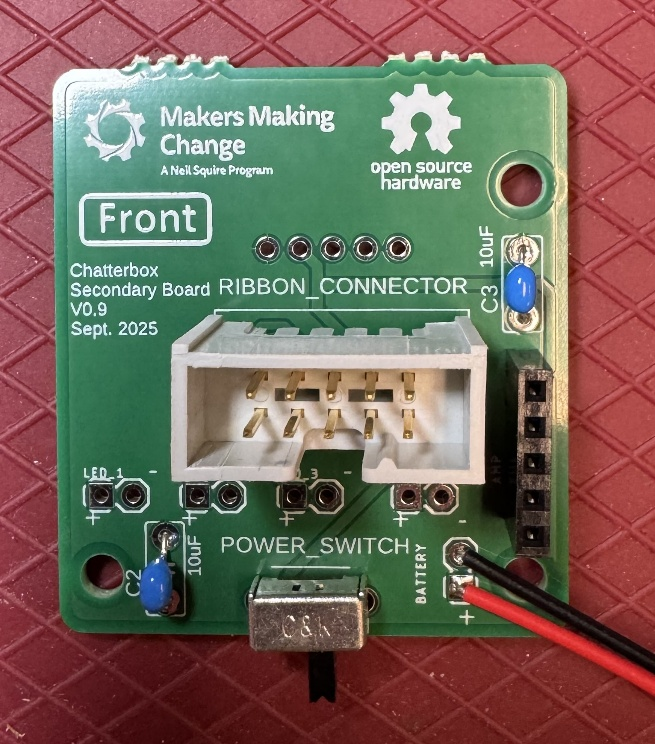 Makers Making
Change
A Neil Squire Program
open source
hardware
Front
Chatterbox
Secondary Board
V0.9
Sept. 2025
10uF
C3
RIBBON_CONNECTOR
LED_1
-
_3
-
+
+
+
+
POWER_SWITCH
10uF
C2
BATTERY
-
+
C&K
AMP